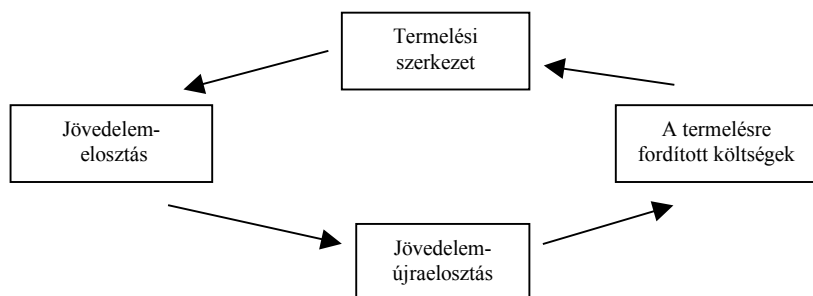 Termelési
szerkezet
Jövedelem-
elosztás
A termelésre
fordított költségek
Jövedelem-
újraelosztás